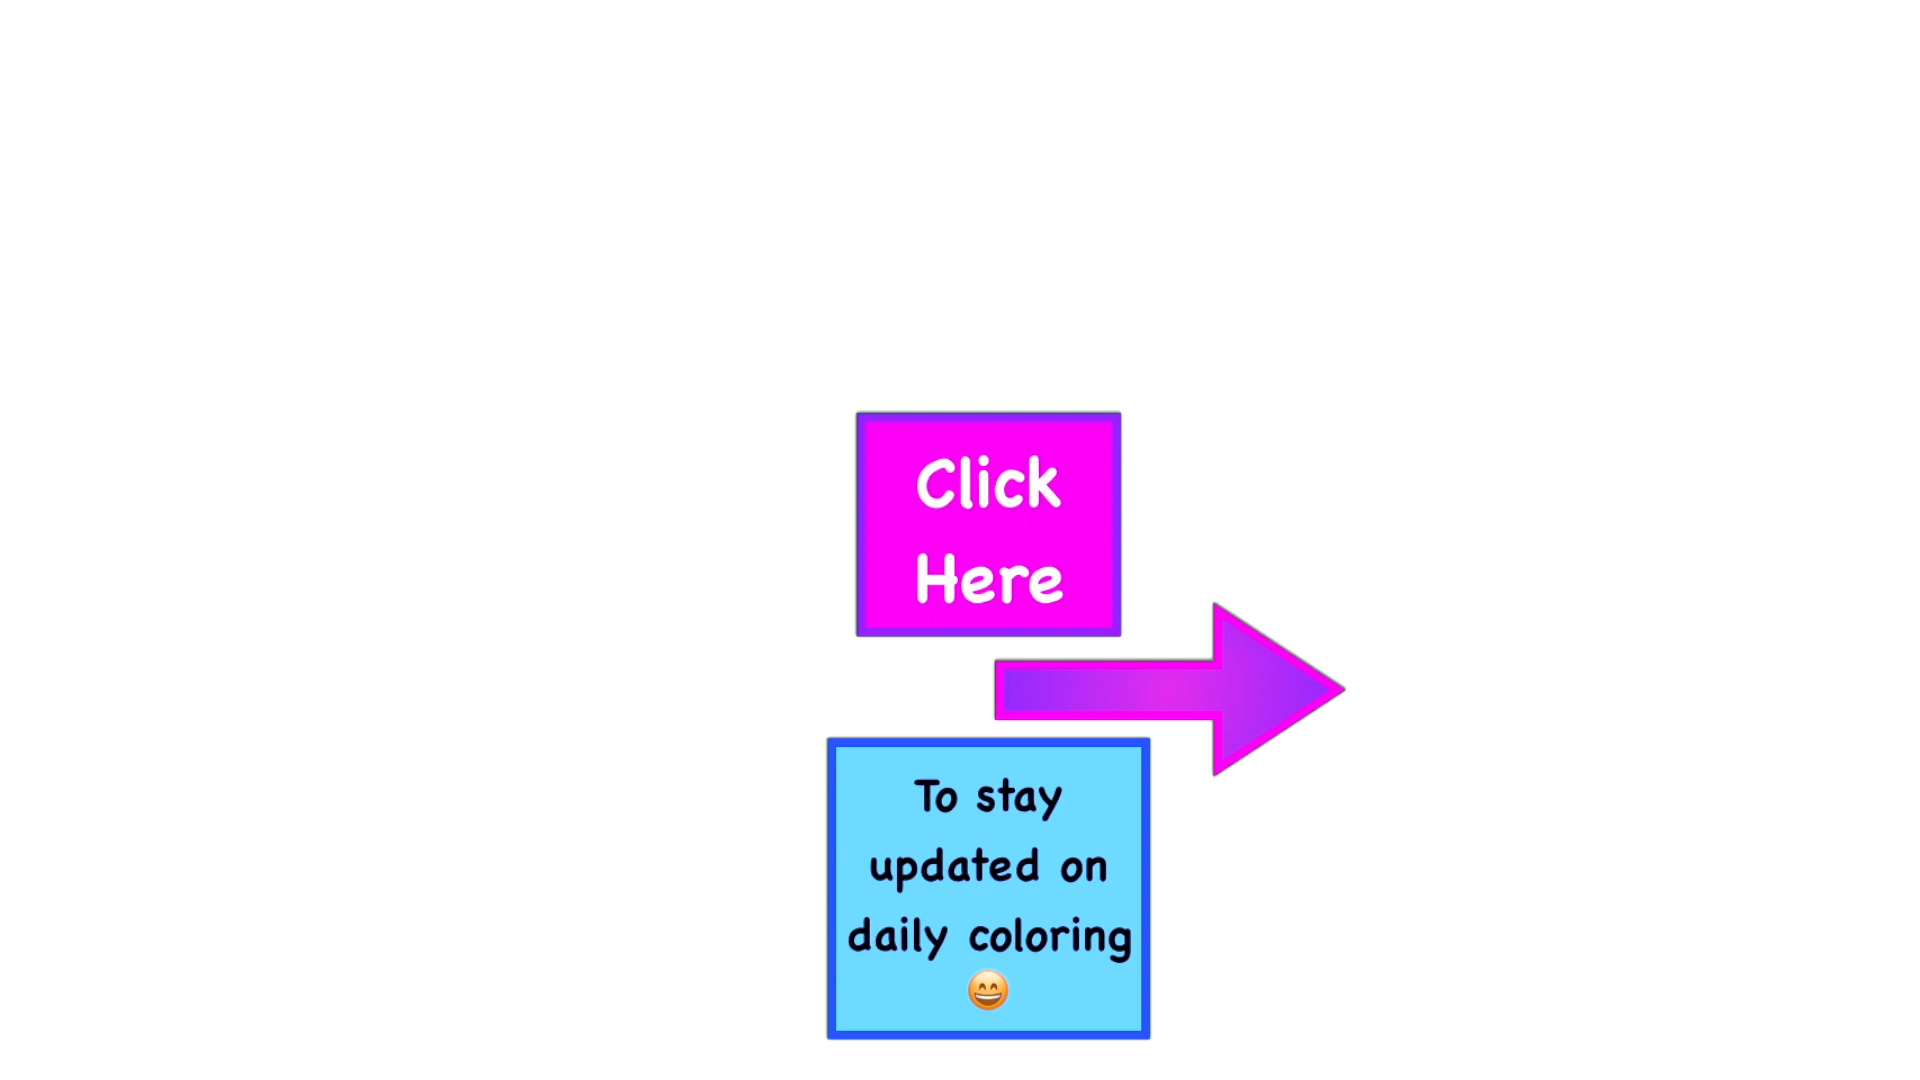 Click
Here
To stay
updated on
daily coloring
😄